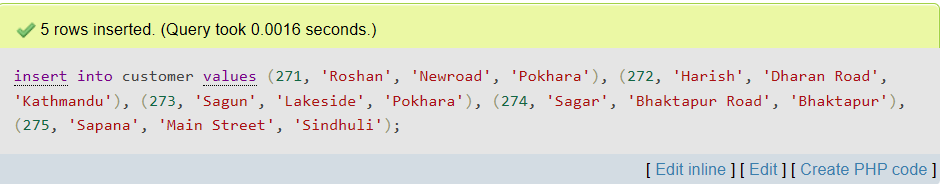 5 rows inserted. (Query took 0.0016 seconds.)
insert into customer values (271, 'Roshan', 'Newroad', 'Pokhara'), (272, 'Harish', 'Dharan Road',
'Kathmandu'), (273, 'Sagun', 'Lakeside', 'Pokhara'), (274, 'Sagar', 'Bhaktapur Road', 'Bhaktapur'),
(275, 'Sapana', 'Main Street', 'Sindhuli');
[ Edit inline ] [ Edit ] [ Create PHP code ]